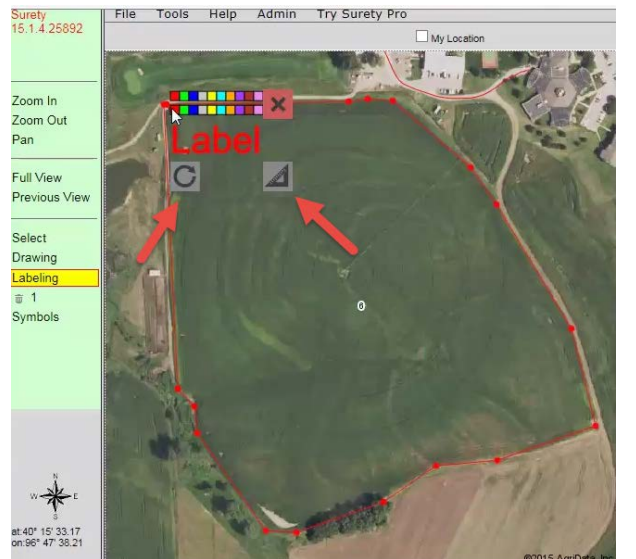 Surety
15.1.4.25892
File Tools Help Admin Try Surety Pro
My Location
Zoom In
Zoom Out
Pan
Full View
Previous View
Select
Drawing
Labeling
1
Symbols
Label
0
N
W E
S
at:40° 15' 33.17
on:96° 47' 38.21
©2015 AgriData, Inc.